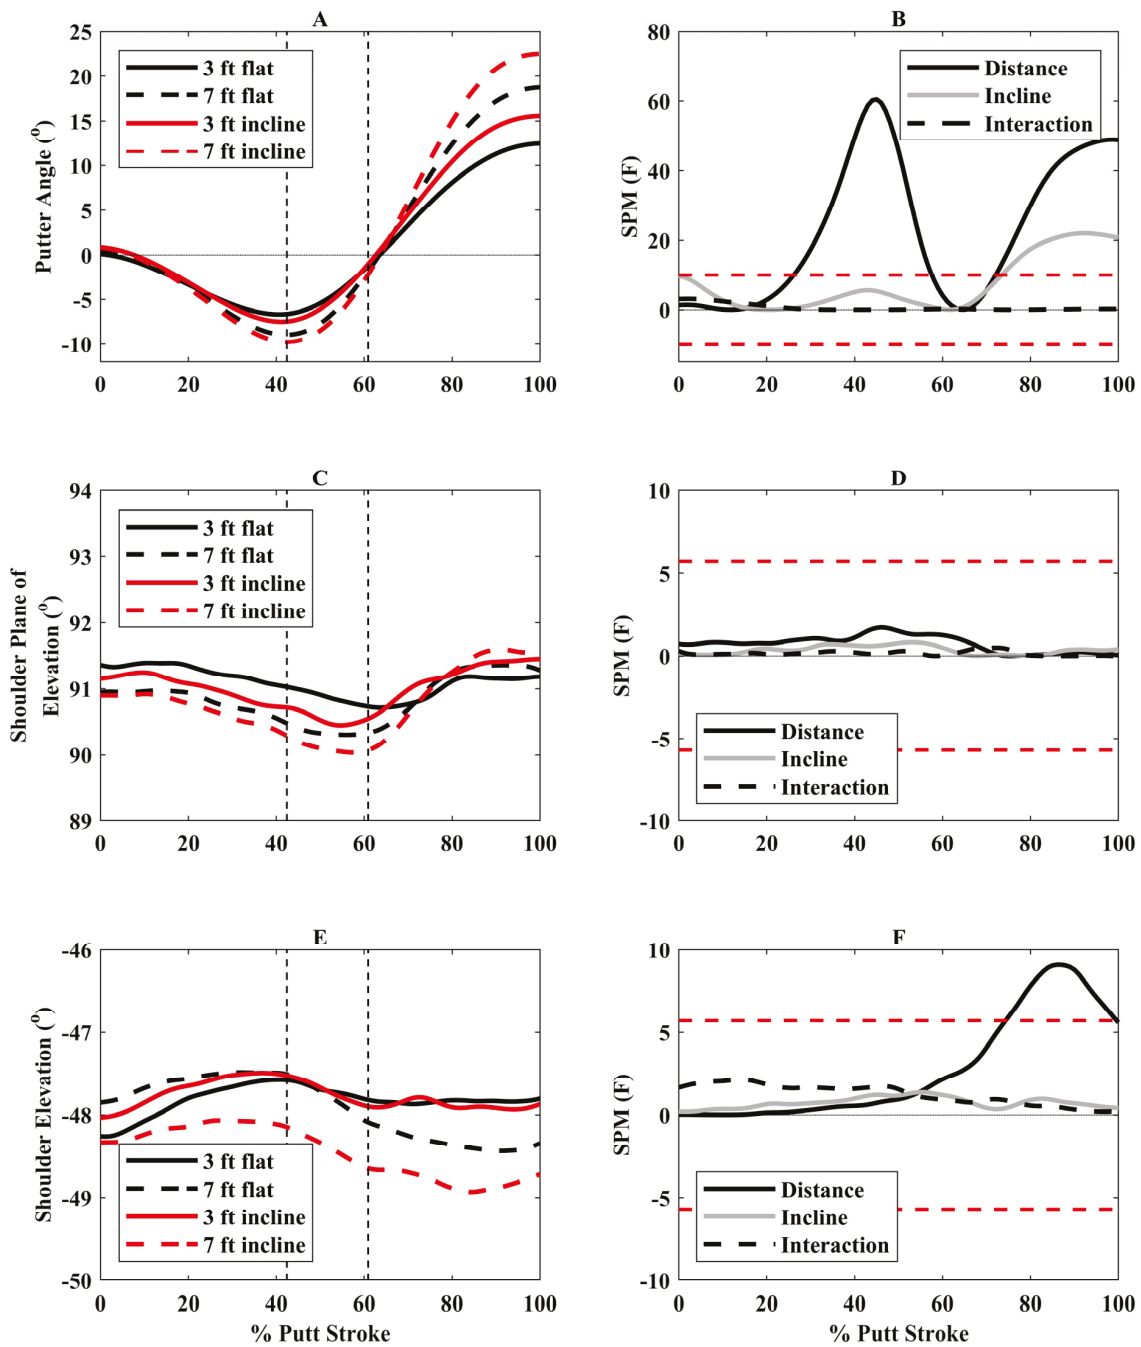 A
25
20
15
10
5
0
-5
-10
0
20
40
60
80
100
Putter Angle (o)
3 ft flat
7 ft flat
3 ft incline
7 ft incline
B
80
60
40
20
0
0
20
40
60
80
100
SPM (F)
Distance
Incline
Interaction
C
94
93
92
91
90
89
0
20
40
60
80
100
Shoulder Plane of
Elevation (o)
3 ft flat
7 ft flat
3 ft incline
7 ft incline
D
10
5
0
-5
-10
0
20
40
60
80
100
SPM (F)
Distance
Incline
Interaction
E
-46
-47
-48
-49
-50
0
20
40
60
80
100
Shoulder Elevation (o)
3 ft flat
7 ft flat
3 ft incline
7 ft incline
% Putt Stroke
F
10
5
0
-5
-10
0
20
40
60
80
100
SPM (F)
Distance
Incline
Interaction
% Putt Stroke